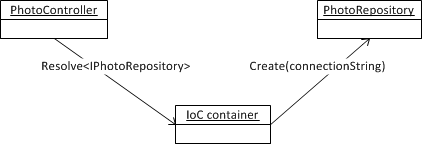 PhotoController
PhotoRepository
Resolve<IPhotoRepository>
Create(connectionString)
IoC container